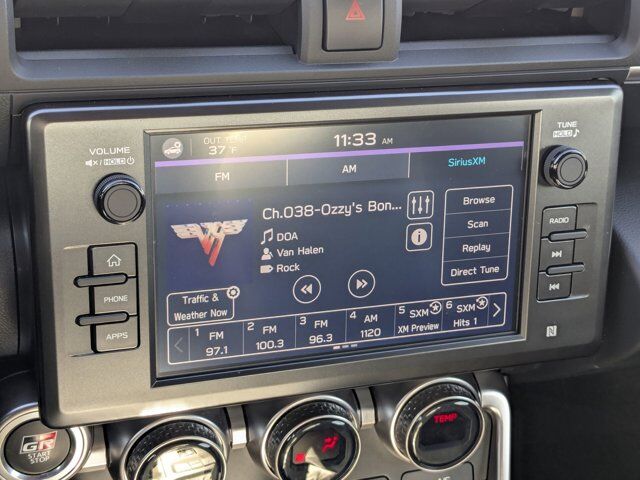 VOLUME
HOLD
OUT TEMP
37 °F
11:33 AM
TUNE
HOLD
FM
AM
SiriusXM
Ch.038-Ozzy's Bon...
DOA
Van Halen
Rock
Browse
Scan
Replay
Direct Tune
Traffic &
Weather Now
1 FM 97.1
2 FM 100.3
3 FM 96.3
4 AM 1120
5 SXM XM Preview
6 SXM Hits 1
PHONE
APPS
RADIO
N
GR
START
STOP
TEMP
A/C